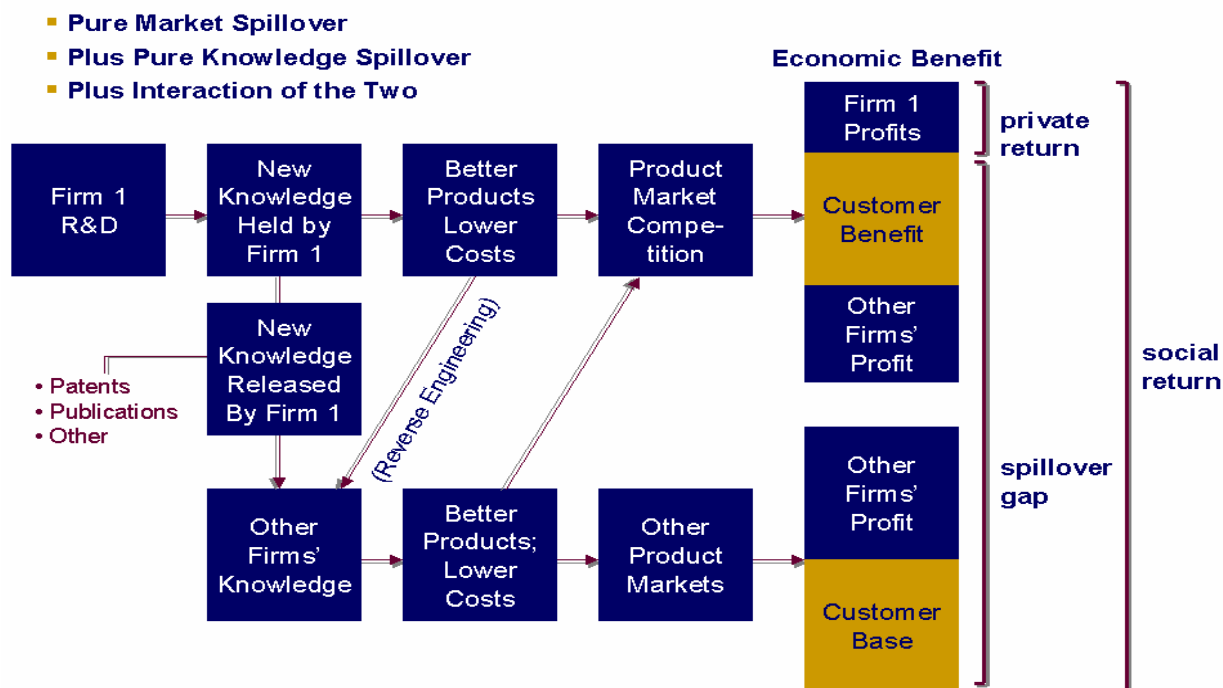 ▪ Pure Market Spillover
▪ Plus Pure Knowledge Spillover
▪ Plus Interaction of the Two
Economic Benefit
Firm 1
R&D
New
Knowledge
Held by
Firm 1
Better
Products
Lower
Costs
Product
Market
Compe-
tition
Firm 1
Profits
Customer
Benefit
Other
Firms'
Profit
private
return
New
Knowledge
Released
By Firm 1
• Patents
• Publications
• Other
(Reverse Engineering)
Other
Firms'
Knowledge
Better
Products;
Lower
Costs
Other
Product
Markets
Other
Firms'
Profit
Customer
Base
spillover
gap
social
return